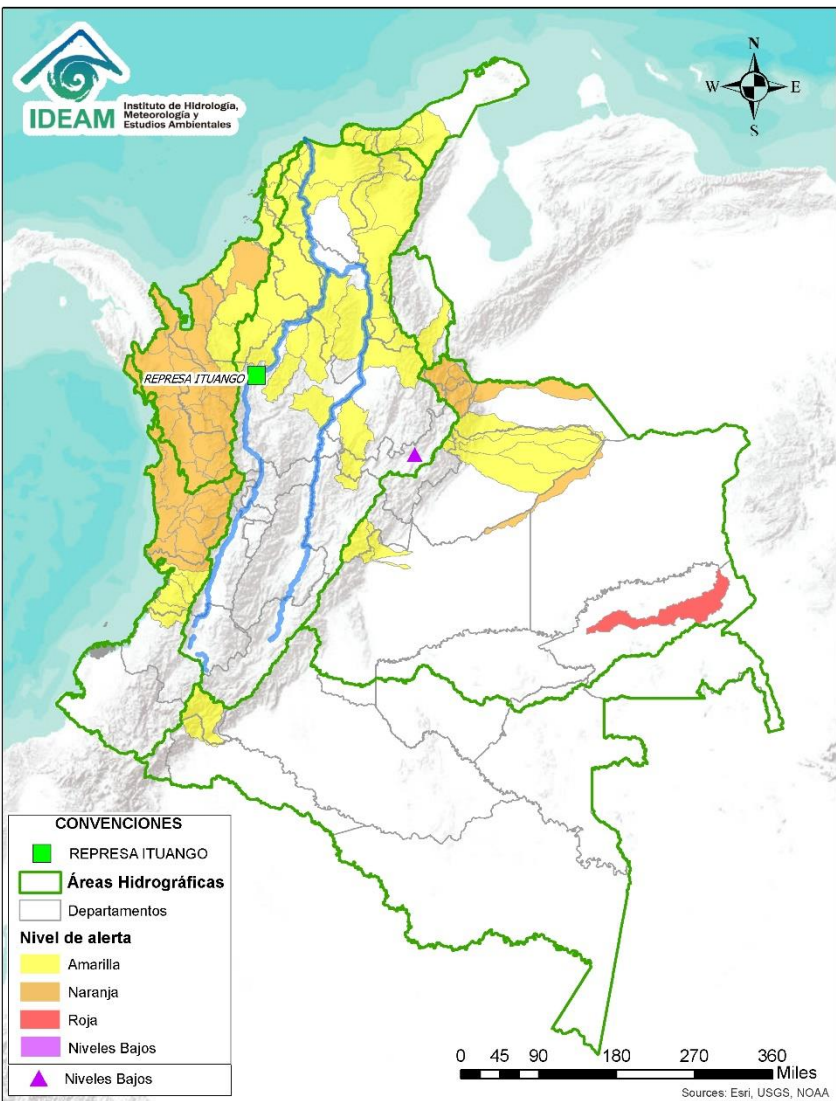 IDEAM
Instituto de Hidrología,
Meteorología y
Estudios Ambientales
N
W E
S
REPRESA ITUANGO
CONVENCIONES
REPRESA ITUANGO
Áreas Hidrográficas
Departamentos
Nivel de alerta
Amarilla
Naranja
Roja
Niveles Bajos
Niveles Bajos
0 45 90 180 270 360
Miles
Sources: Esri, USGS, NOAA